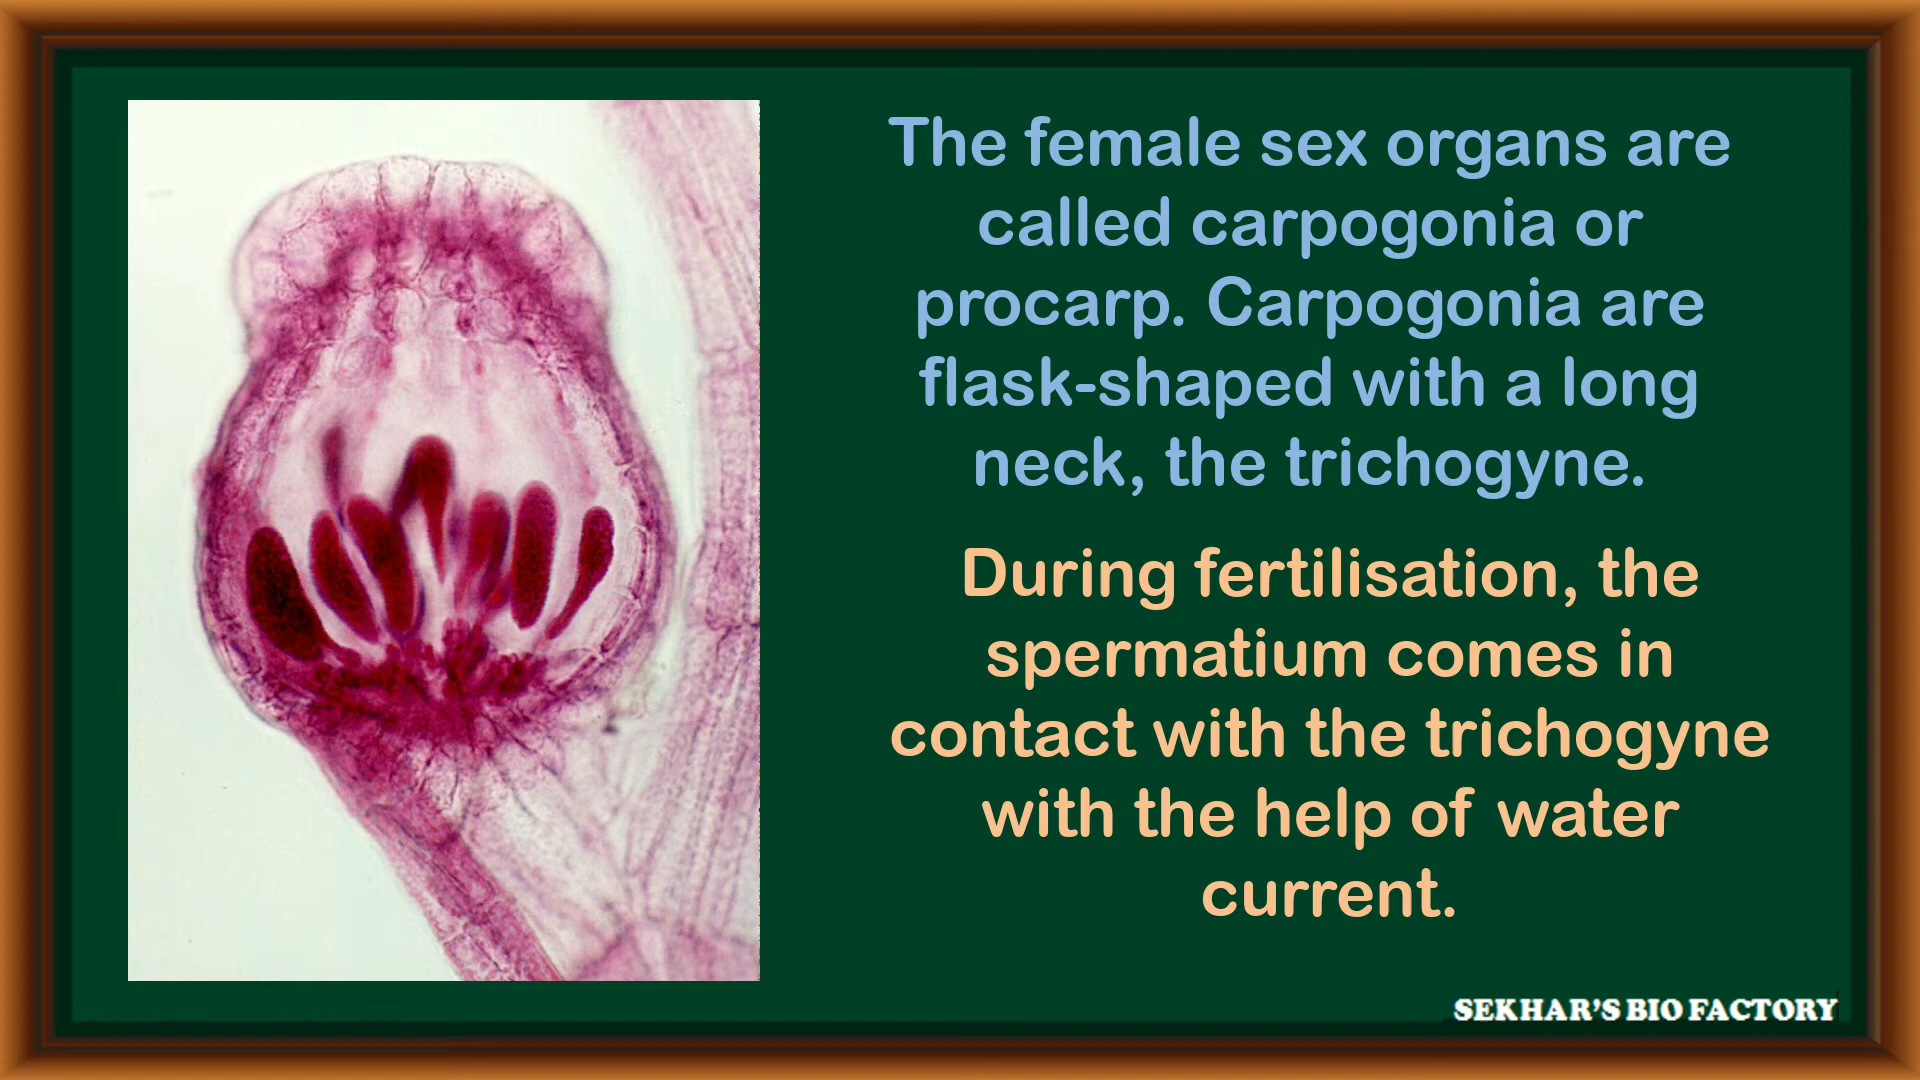 The female sex organs are
called carpogonia or
procarp. Carpogonia are
flask-shaped with a long
neck, the trichogyne.
During fertilisation, the
spermatium comes in
contact with the trichogyne
with the help of water
current.
SEKHAR'S BIO FACTORY